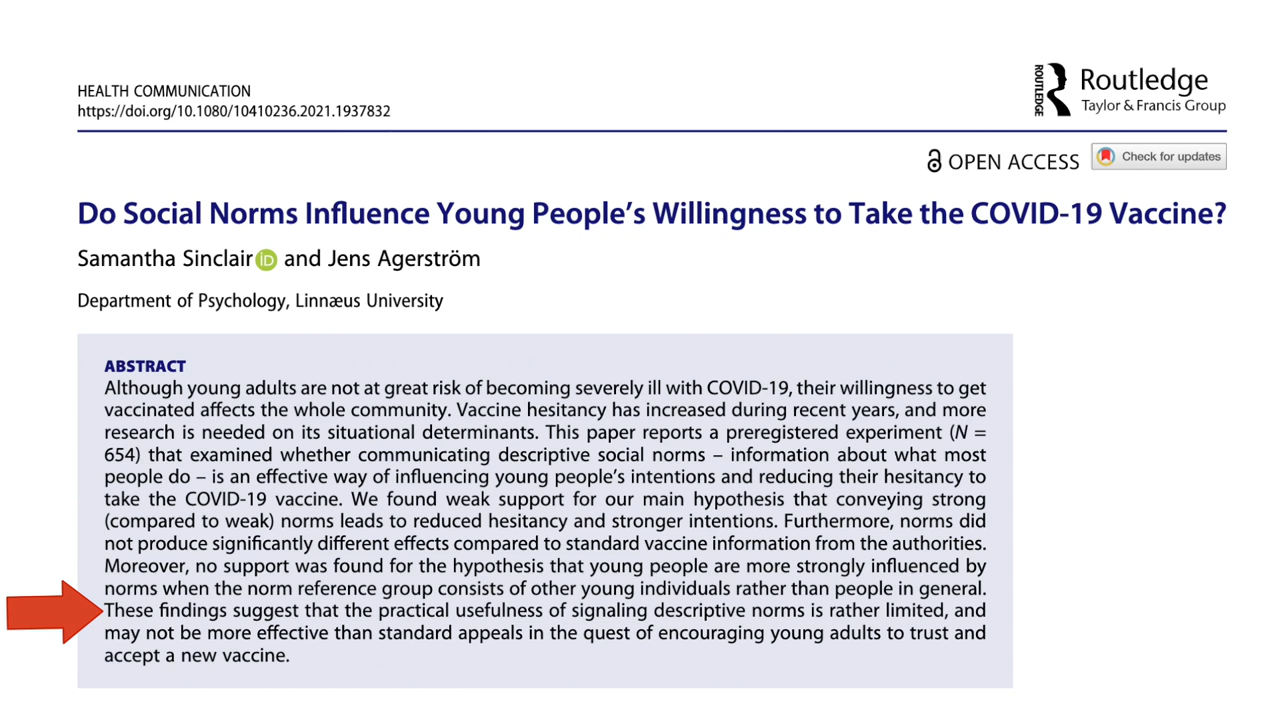 HEALTH COMMUNICATION
https://doi.org/10.1080/10410236.2021.1937832
ROUTLEDGE
Routledge
Taylor & Francis Group
OPEN ACCESS
Check for updates
Do Social Norms Influence Young People’s Willingness to Take the COVID-19 Vaccine?
Samantha Sinclair iD and Jens Agerström
Department of Psychology, Linnæus University
ABSTRACT
Although young adults are not at great risk of becoming severely ill with COVID-19, their willingness to get
vaccinated affects the whole community. Vaccine hesitancy has increased during recent years, and more
research is needed on its situational determinants. This paper reports a preregistered experiment (N =
654) that examined whether communicating descriptive social norms – information about what most
people do – is an effective way of influencing young people’s intentions and reducing their hesitancy to
take the COVID-19 vaccine. We found weak support for our main hypothesis that conveying strong
(compared to weak) norms leads to reduced hesitancy and stronger intentions. Furthermore, norms did
not produce significantly different effects compared to standard vaccine information from the authorities.
Moreover, no support was found for the hypothesis that young people are more strongly influenced by
norms when the norm reference group consists of other young individuals rather than people in general.
These findings suggest that the practical usefulness of signaling descriptive norms is rather limited, and
may not be more effective than standard appeals in the quest of encouraging young adults to trust and
accept a new vaccine.